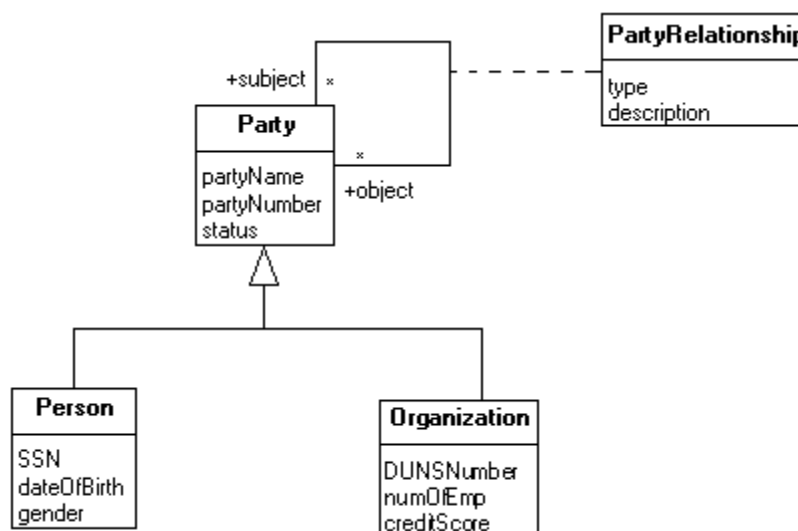 PartyRelationship
type
description
+subject
*
Party
partyName
partyNumber
status
*
+object
Person
SSN
dateOfBirth
gender
Organization
DUNSNumber
numOfEmp
creditScore